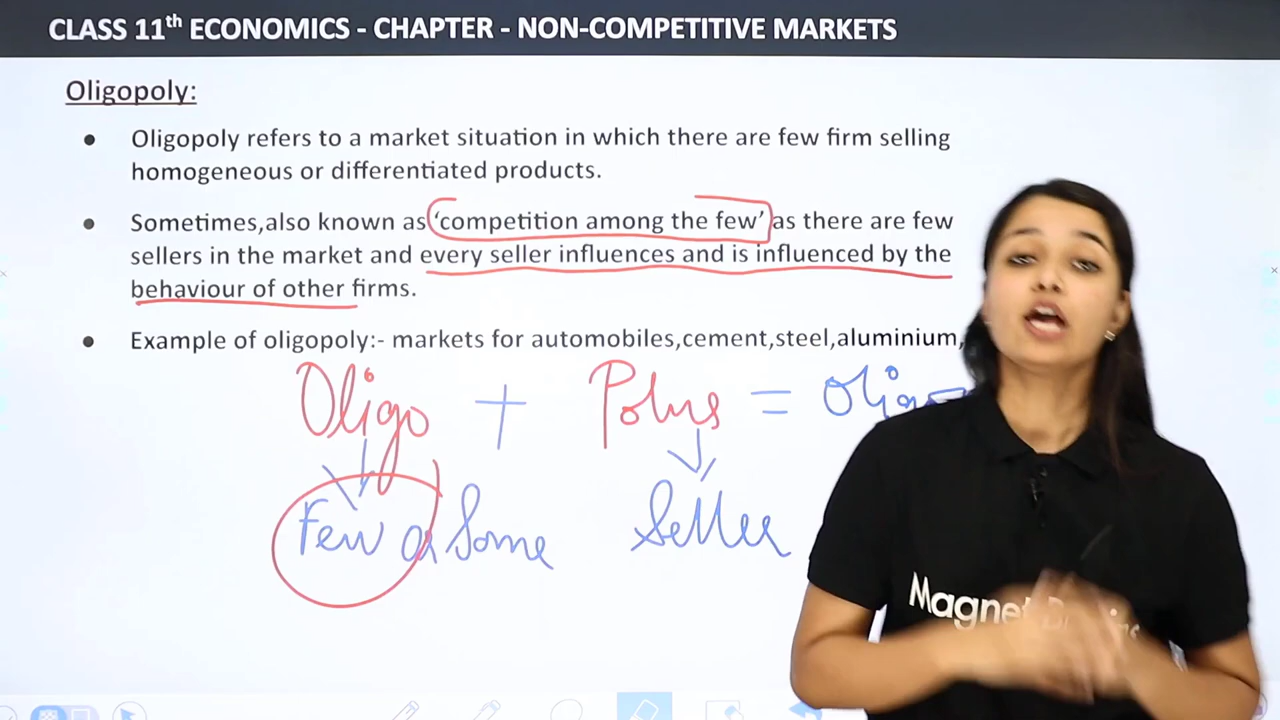 CLASS 11th ECONOMICS - CHAPTER - NON-COMPETITIVE MARKETS
Oligopoly:
• Oligopoly refers to a market situation in which there are few firm selling
homogeneous or differentiated products.
• Sometimes,also known as ‘competition among the few’ as there are few
sellers in the market and every seller influences and is influenced by the
behaviour of other firms.
• Example of oligopoly:- markets for automobiles,cement,steel,aluminium,
Oligo + Polus =
Few or Some Seller
Magnet